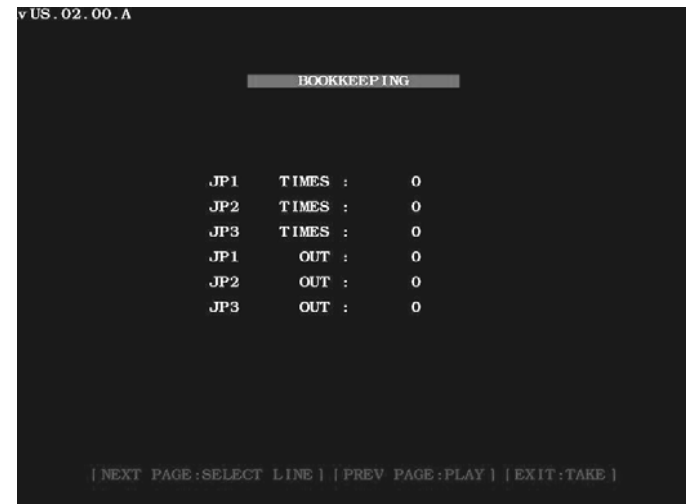 vUS.02.00.A
BOOKKEEPING
JP1 TIMES : 0
JP2 TIMES : 0
JP3 TIMES : 0
JP1 OUT : 0
JP2 OUT : 0
JP3 OUT : 0
[NEXT PAGE:SELECT LINE] [PREV PAGE:PLAY] [EXIT:TAKE]